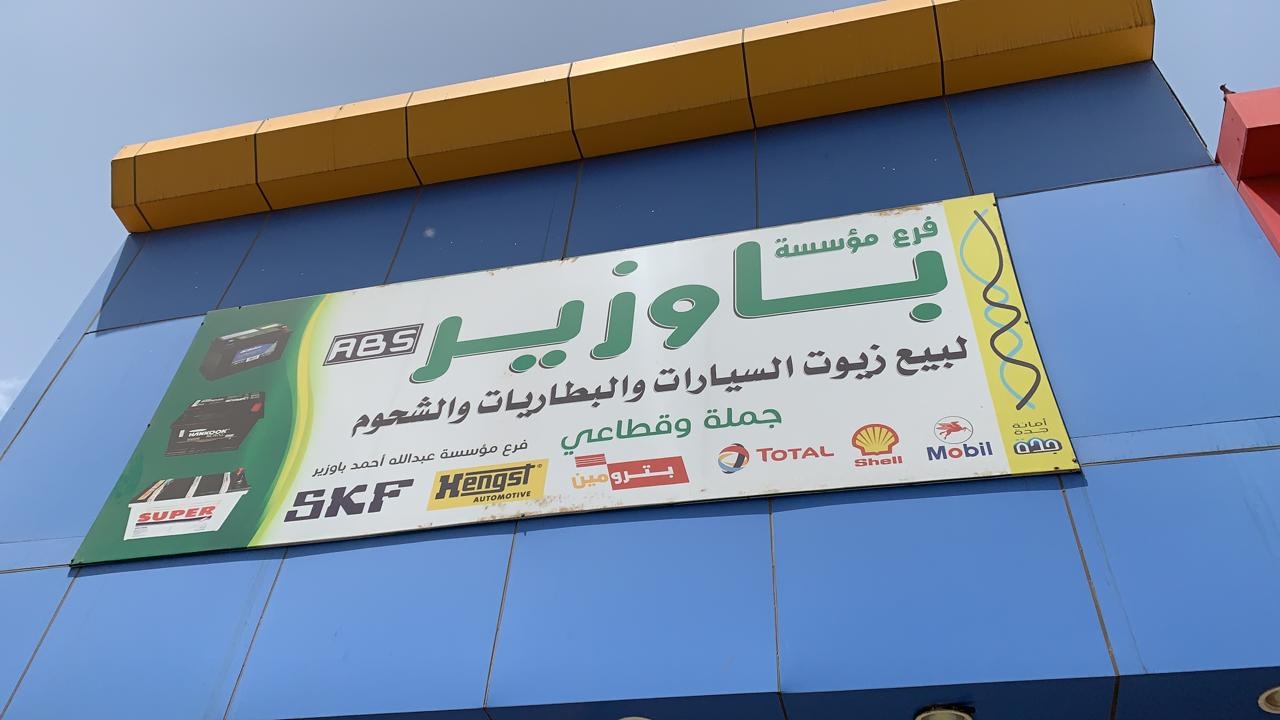 فرع مؤسسة
باوزير
ABS
لبيع زيوت السيارات والبطاريات والشحوم
جملة وقطاعي
فرع مؤسسة عبدالله أحمد باوزير
SKF
Hengst
AUTOMOTIVE
بترومين
TOTAL
Shell
Mobil
أمانة
جدة
جدة
HANKOOK
SUPER